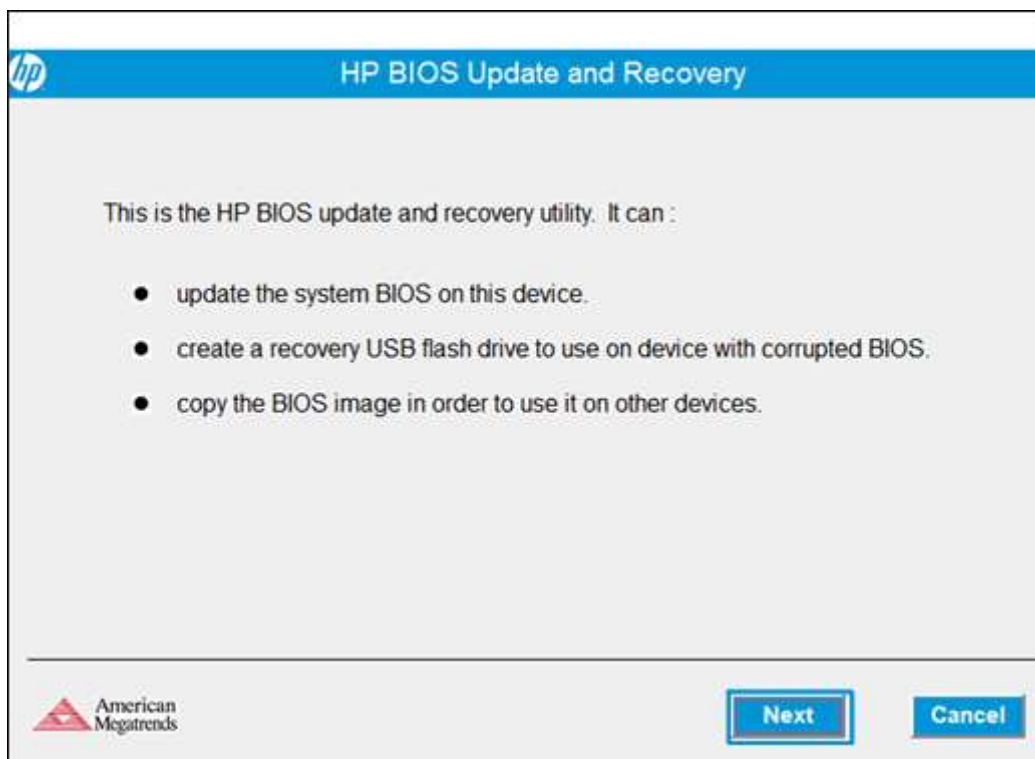 hp
HP BIOS Update and Recovery
This is the HP BIOS update and recovery utility. It can :
● update the system BIOS on this device.
● create a recovery USB flash drive to use on device with corrupted BIOS.
● copy the BIOS image in order to use it on other devices.
American
Megatrends
Next
Cancel